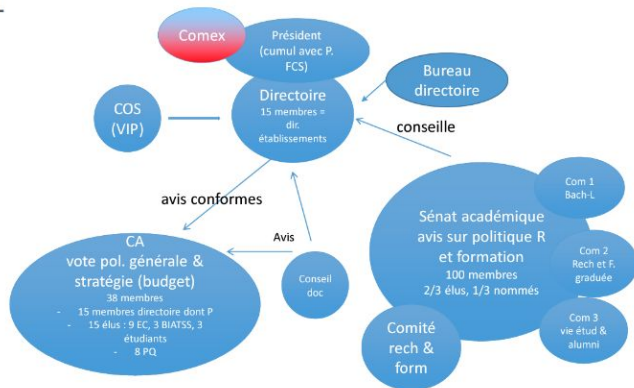 Comex
Président
(cumul avec P.
FCS)
Bureau
directoire
Directoire
15 membres =
dir.
établissements
COS
(VIP)
conseille
avis conformes
Avis
CA
vote pol. générale &
stratégie (budget)
38 membres
- 15 membres directoire dont P
- 15 élus : 9 EC, 3 BIATSS, 3
étudiants
- 8 PQ
Conseil
doc
Sénat académique
avis sur politique R
et formation
100 membres
2/3 élus, 1/3 nommés
Com 1
Bach-L
Com 2
Rech et F.
graduée
Com 3
vie étud &
alumni
Comité
rech &
form